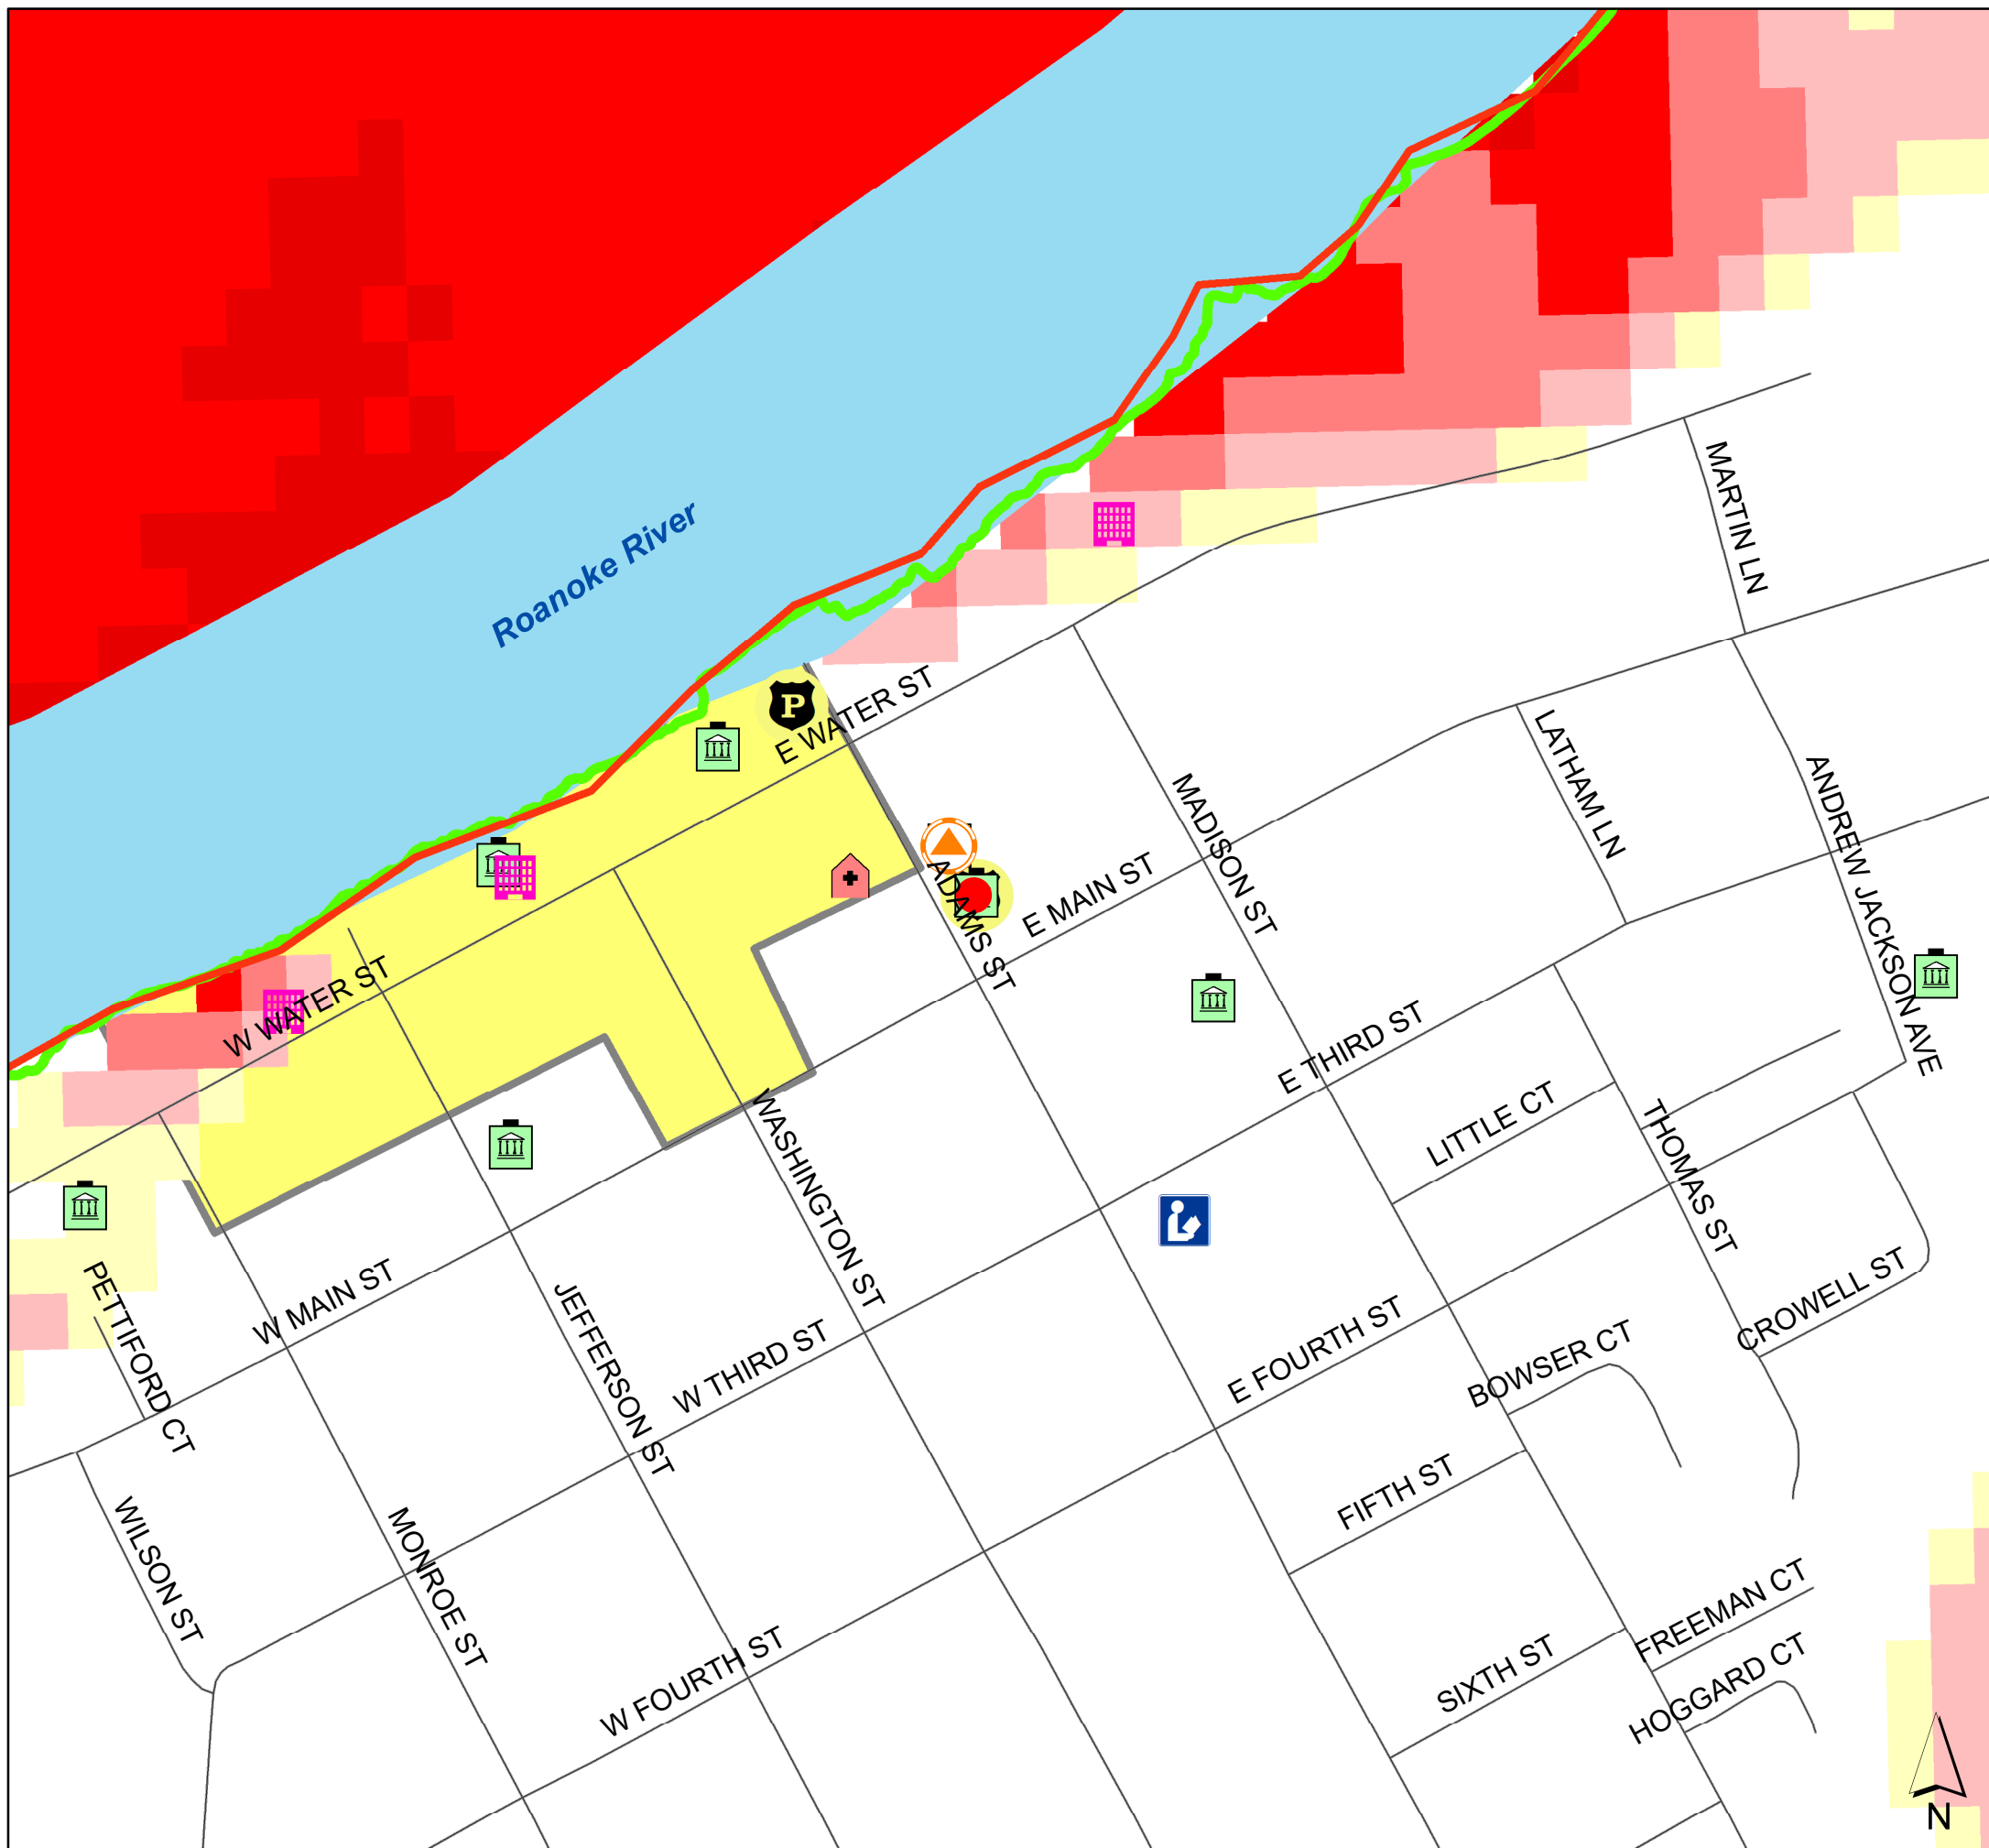 MARTIN LN
Roanoke River
P
E WATER ST
LATHAM LN
ANDREW JACKSON AVE
MADISON ST
ADAMS ST
E MAIN ST
W WATER ST
E THIRD ST
LITTLE CT
WASHINGTON ST
THOMAS ST
PETTIFORD CT
W MAIN ST
JEFFERSON ST
CROWELL ST
W THIRD ST
E FOURTH ST
BOWSER CT
FIFTH ST
WILSON ST
MONROE ST
FREEMAN CT
W FOURTH ST
SIXTH ST
HOGGARD CT
N